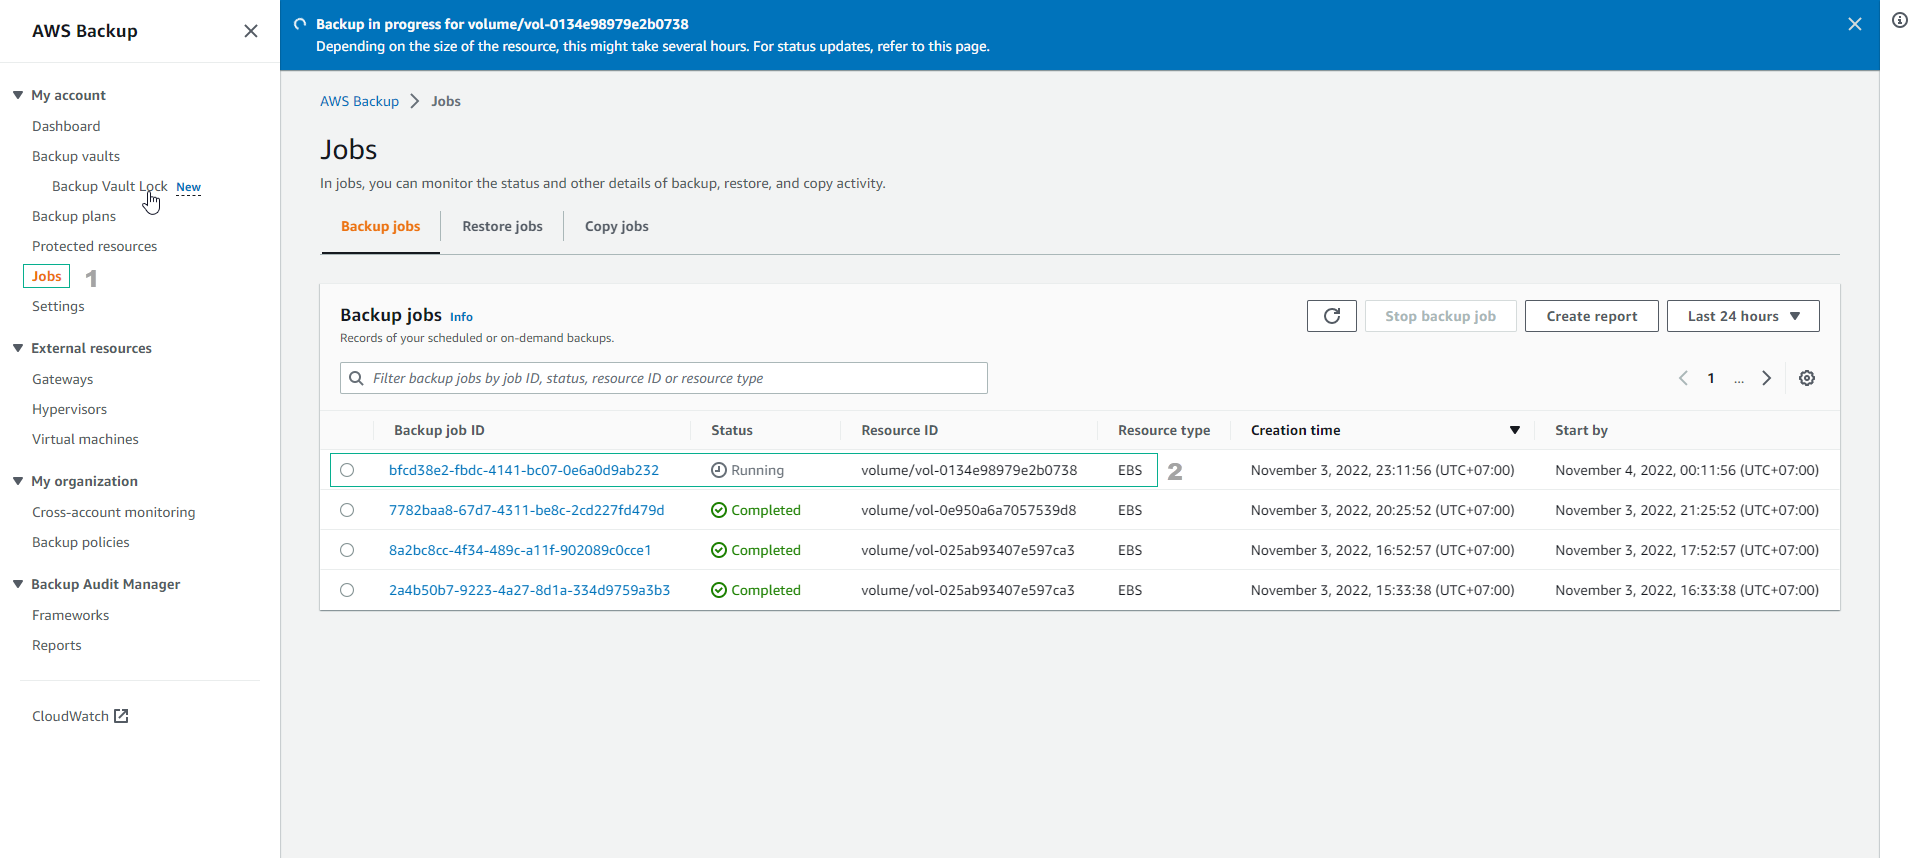 AWS Backup
My account
Dashboard
Backup vaults
Backup Vault Lock New
Backup plans
Protected resources
Jobs 1
Settings
External resources
Gateways
Hypervisors
Virtual machines
My organization
Cross-account monitoring
Backup policies
Backup Audit Manager
Frameworks
Reports
CloudWatch
Backup in progress for volume/vol-0134e98979e2b0738
Depending on the size of the resource, this might take several hours. For status updates, refer to this page.
AWS Backup > Jobs
Jobs
In jobs, you can monitor the status and other details of backup, restore, and copy activity.
Backup jobs Restore jobs Copy jobs
Backup jobs Info
Records of your scheduled or on-demand backups.
Stop backup job Create report Last 24 hours
Filter backup jobs by job ID, status, resource ID or resource type
1 ...
Backup job ID Status Resource ID Resource type Creation time Start by
bfcd38e2-fbdc-4141-bc07-0e6a0d9ab232 Running volume/vol-0134e98979e2b0738 EBS 2 November 3, 2022, 23:11:56 (UTC+07:00) November 4, 2022, 00:11:56 (UTC+07:00)
7782baa8-67d7-4311-be8c-2cd227fd479d Completed volume/vol-0e950a6a7057539d8 EBS November 3, 2022, 20:25:52 (UTC+07:00) November 3, 2022, 21:25:52 (UTC+07:00)
8a2bc8cc-4f34-489c-a11f-902089c0cce1 Completed volume/vol-025ab93407e597ca3 EBS November 3, 2022, 16:52:57 (UTC+07:00) November 3, 2022, 17:52:57 (UTC+07:00)
2a4b50b7-9223-4a27-8d1a-334d9759a3b3 Completed volume/vol-025ab93407e597ca3 EBS November 3, 2022, 15:33:38 (UTC+07:00) November 3, 2022, 16:33:38 (UTC+07:00)